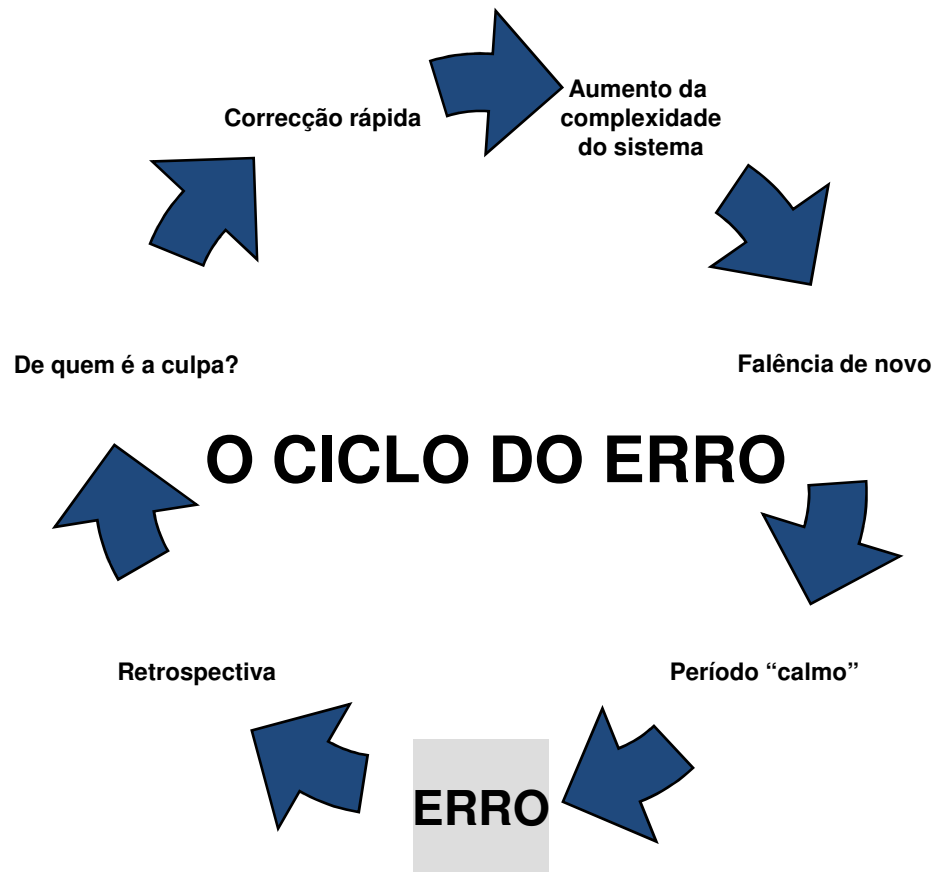 Correcção rápida
Aumento da
complexidade
do sistema
De quem é a culpa?
Falência de novo
O CICLO DO ERRO
Retrospectiva
Período “calmo”
ERRO